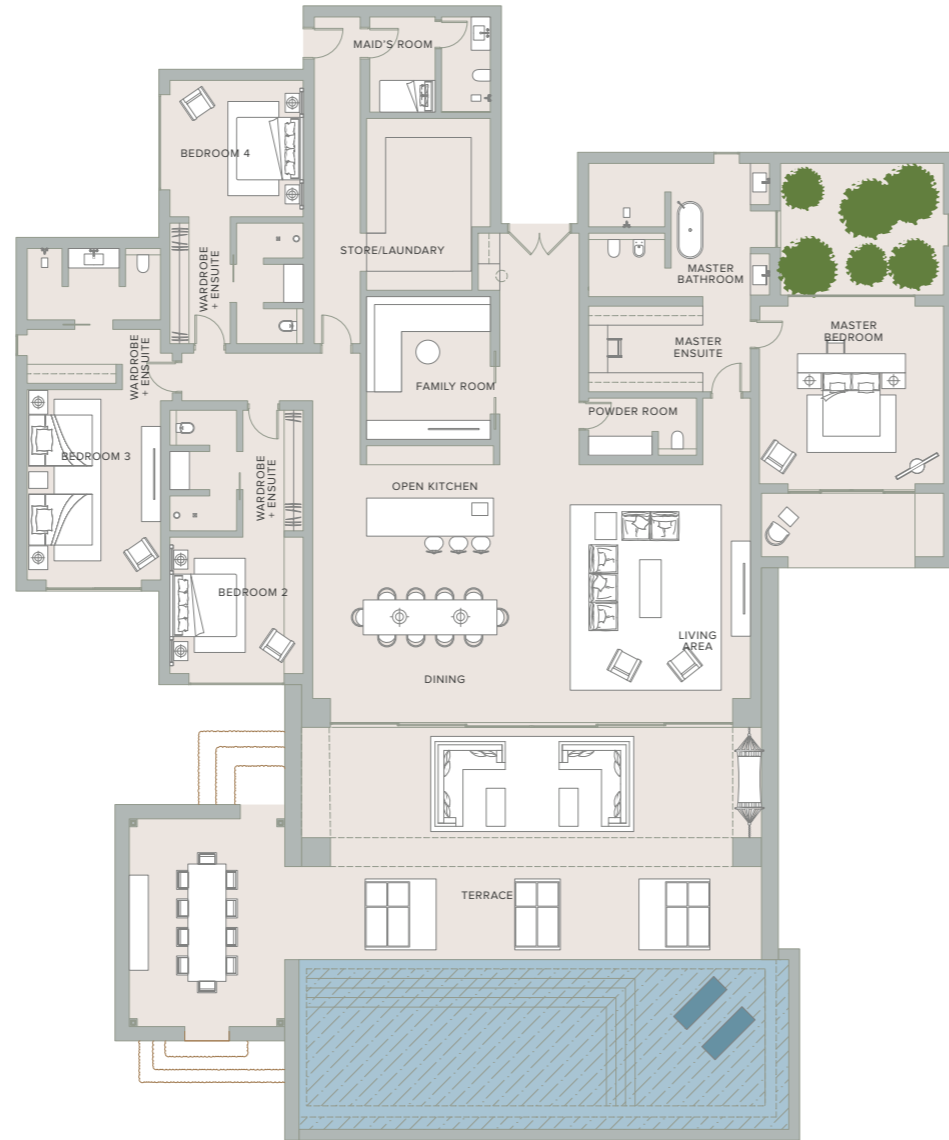 MAID'S ROOM
BEDROOM 4
STORE/LAUNDARY
WARDROBE
+ ENSUITE
MASTER
BATHROOM
MASTER
BEDROOM
MASTER
ENSUITE
WARDROBE
+ ENSUITE
FAMILY ROOM
POWDER ROOM
BEDROOM 3
OPEN KITCHEN
WARDROBE
+ ENSUITE
BEDROOM 2
LIVING
AREA
DINING
TERRACE